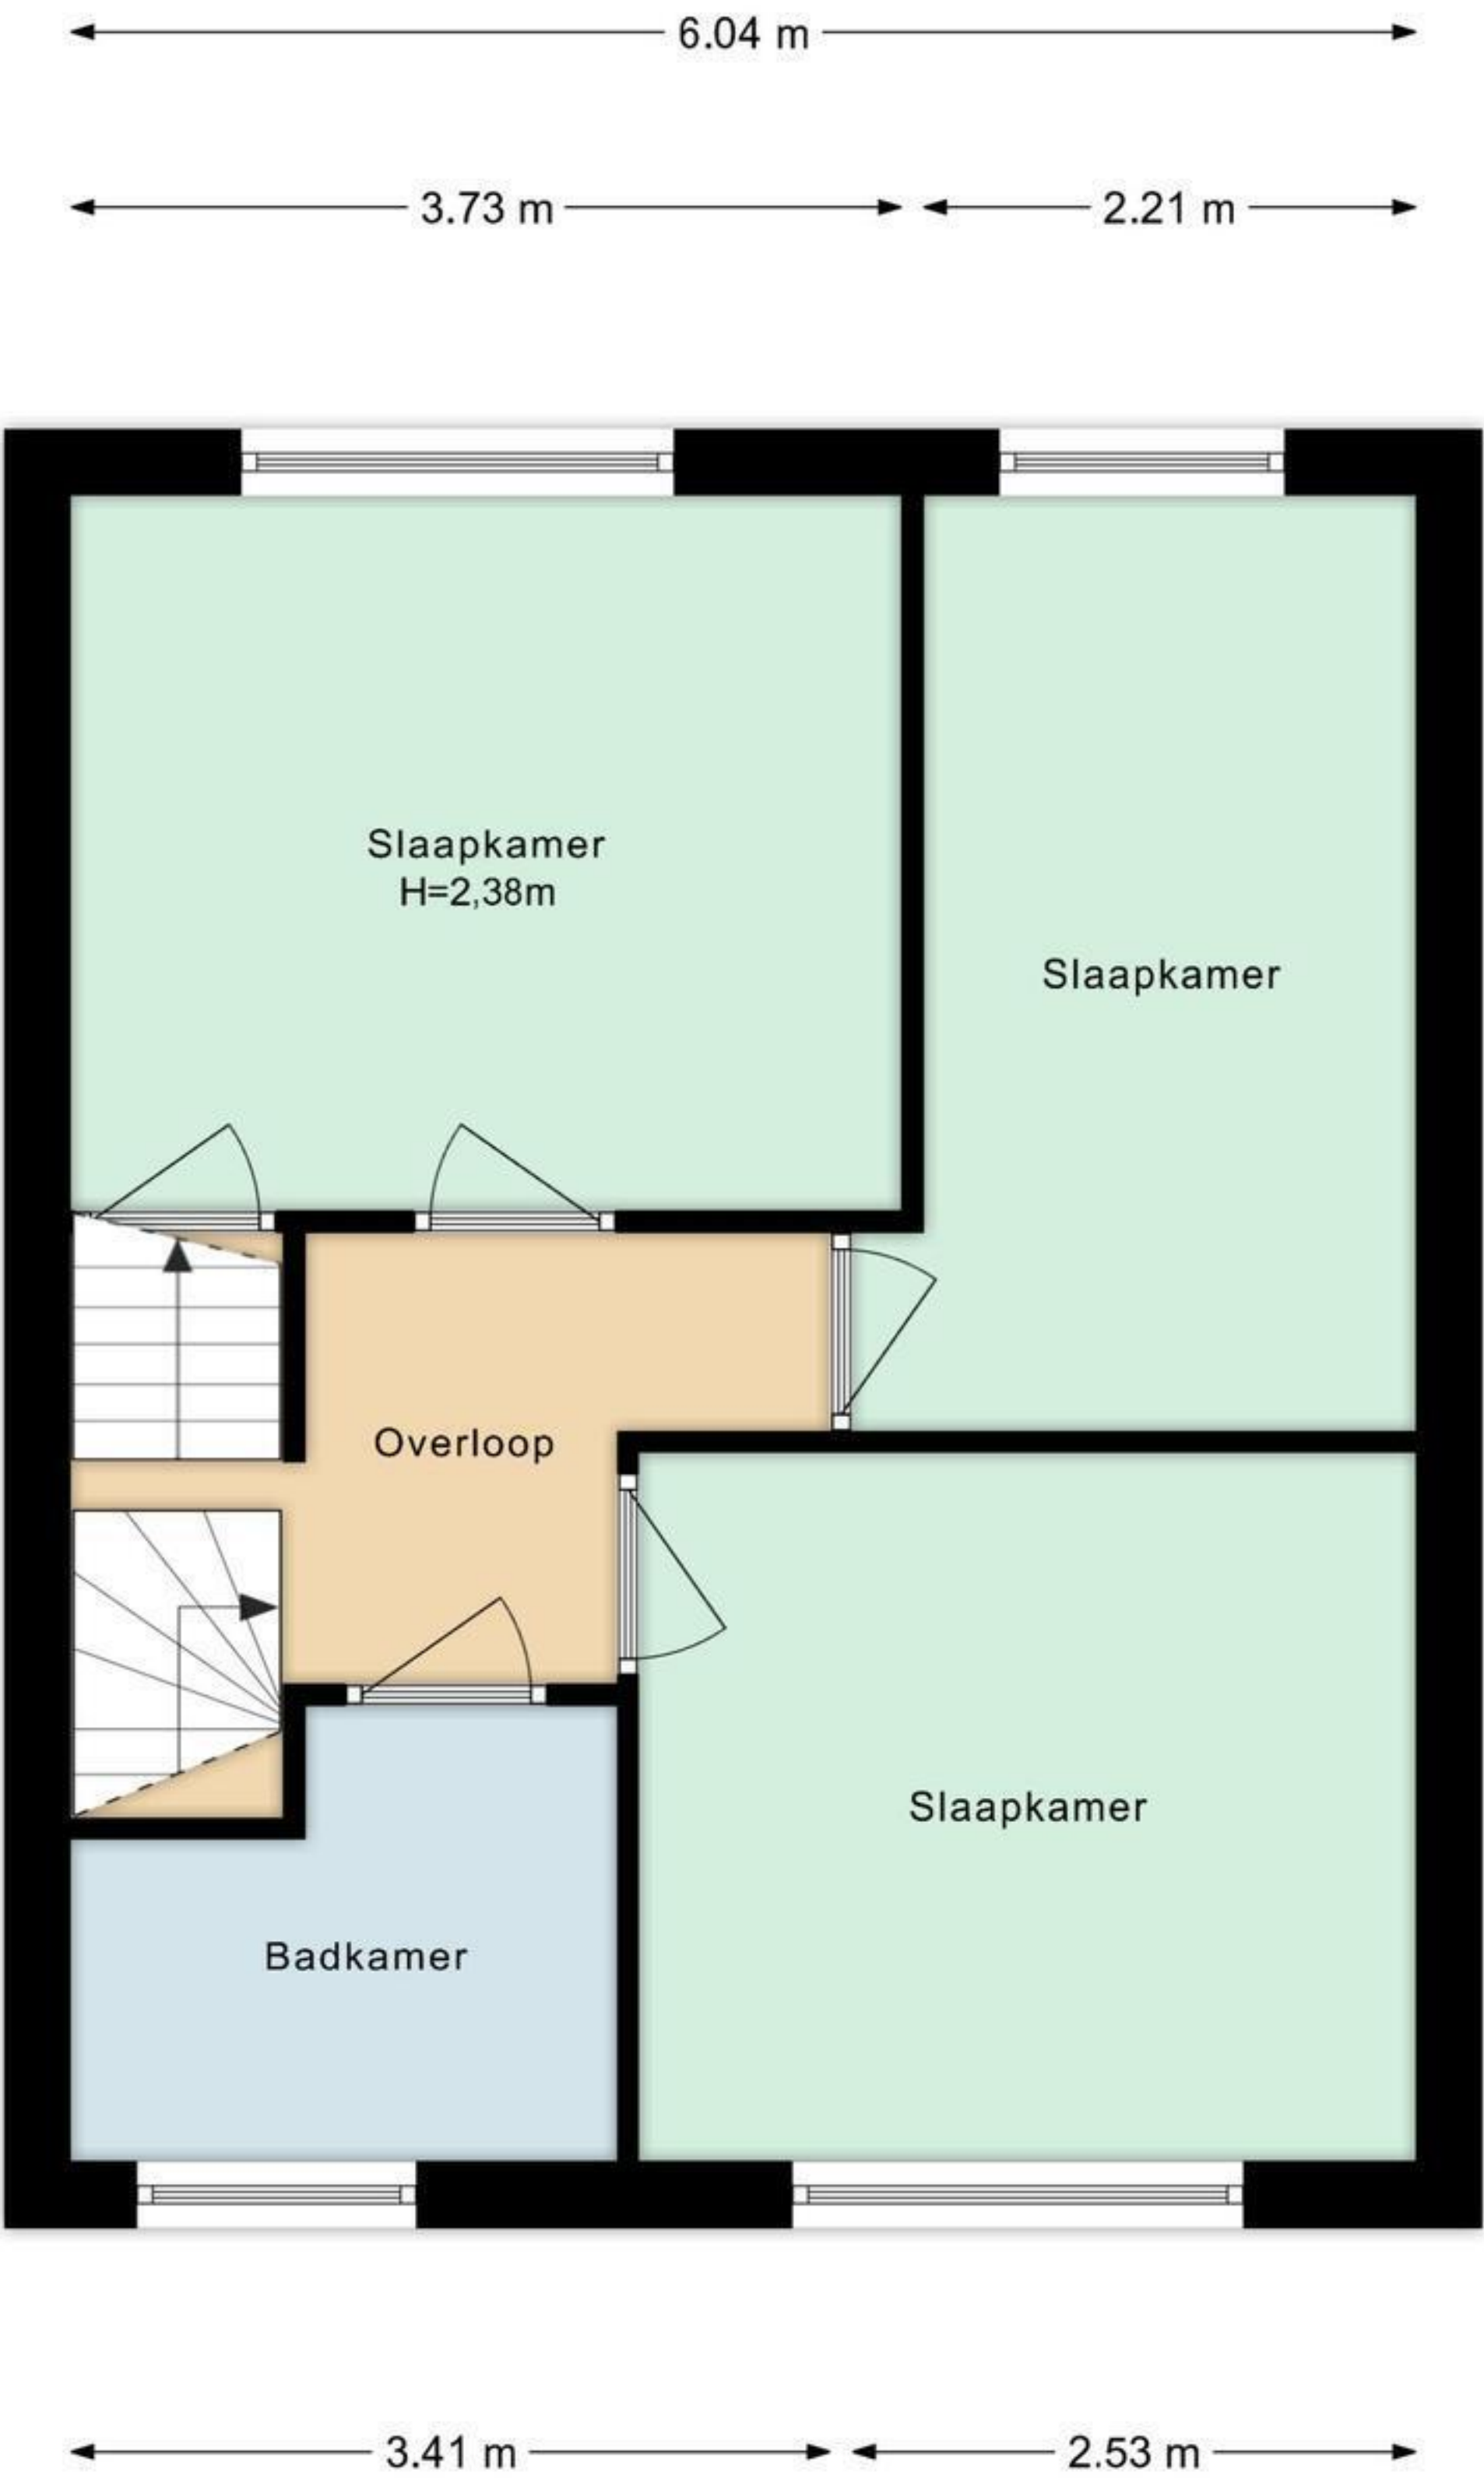 6.04 m
3.73 m
2.21 m
Slaapkamer
H=2,38m
Slaapkamer
Overloop
Slaapkamer
Badkamer
3.41 m
2.53 m